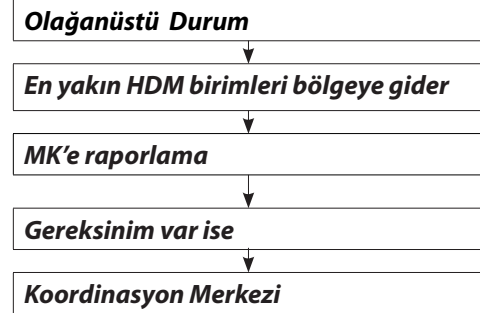 Olağanüstü Durum
En yakın HDM birimleri bölgeye gider
MK'e raporlama
Gereksinim var ise
Koordinasyon Merkezi